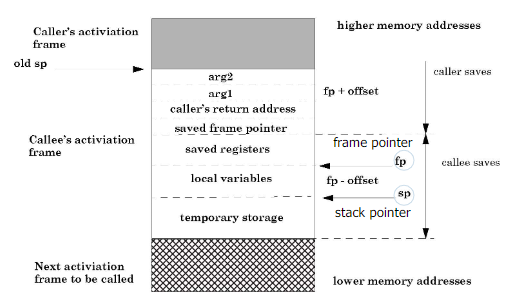 higher memory addresses
Caller's activiation
frame
old sp
caller saves
arg2
arg1
fp + offset
caller's return address
saved frame pointer
Callee's activiation
frame
saved registers
frame pointer
fp
callee saves
local variables
fp - offset
sp
temporary storage
stack pointer
Next activiation
frame to be called
lower memory addresses